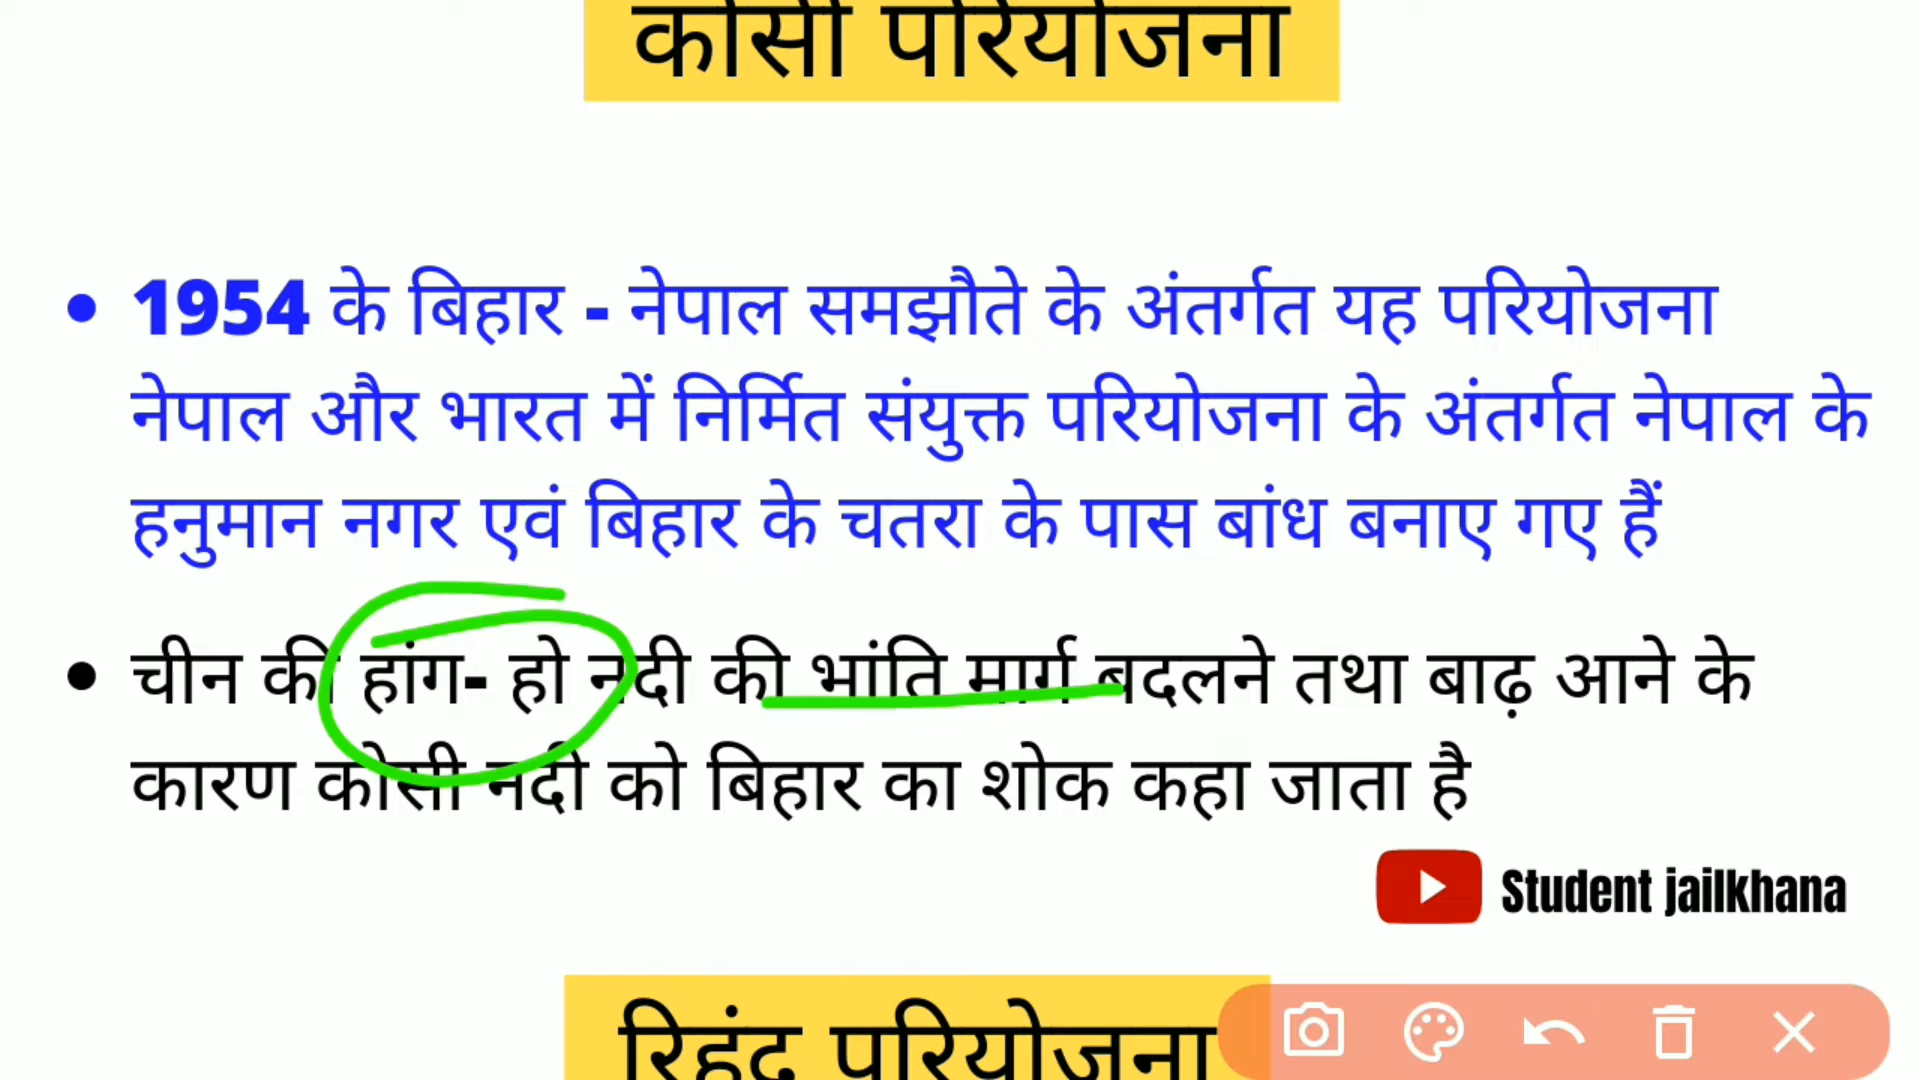 कोसी परियोजना
1954 के बिहार - नेपाल समझौते के अंतर्गत यह परियोजना
नेपाल और भारत में निर्मित संयुक्त परियोजना के अंतर्गत नेपाल के
हनुमान नगर एवं बिहार के चतरा के पास बांध बनाए गए हैं
चीन की हांग- हो नदी की भांति मार्ग बदलने तथा बाढ़ आने के
कारण कोसी नदी को बिहार का शोक कहा जाता है
Student jailkhana
रिहंद परियोजना